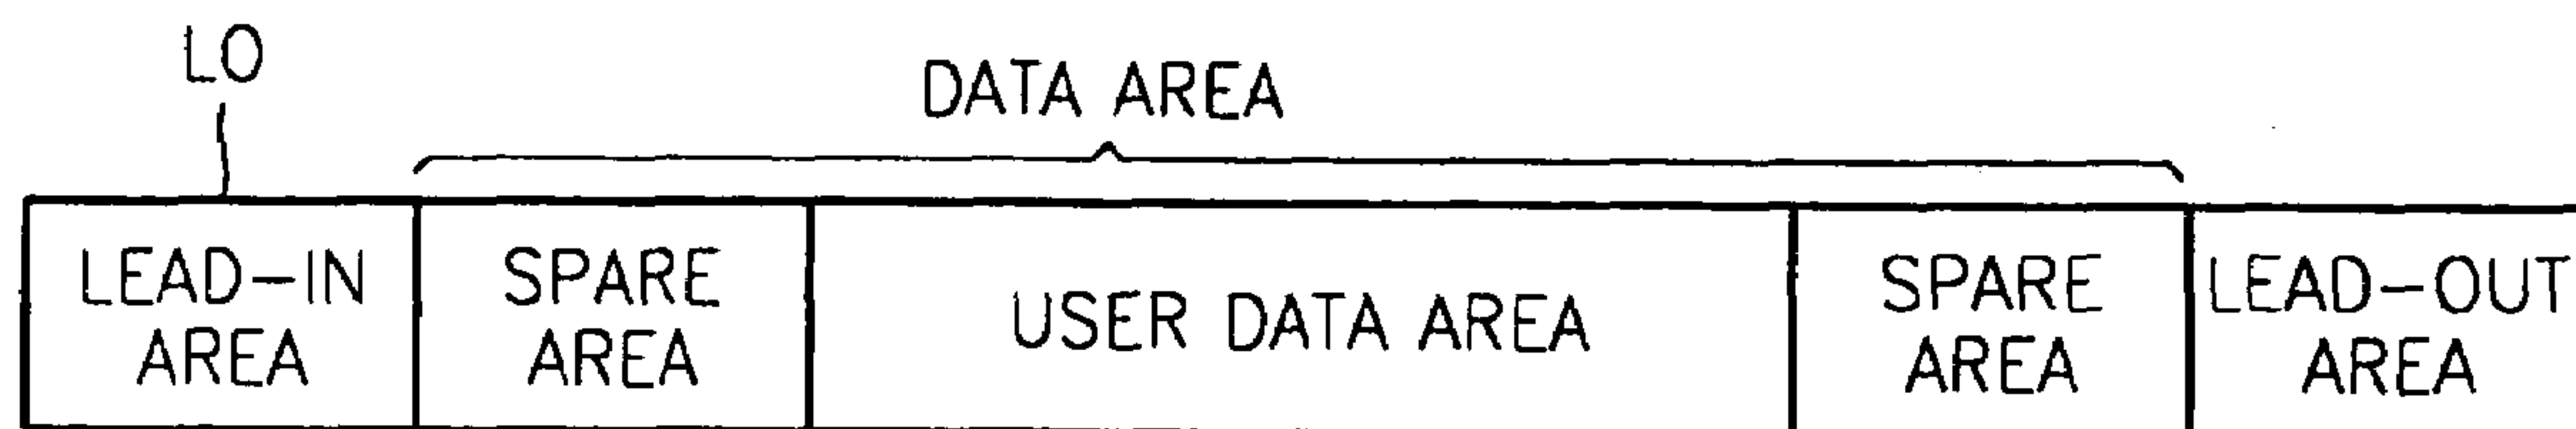 LO
DATA AREA
LEAD-IN
AREA
SPARE
AREA
USER DATA AREA
SPARE
AREA
LEAD-OUT
AREA